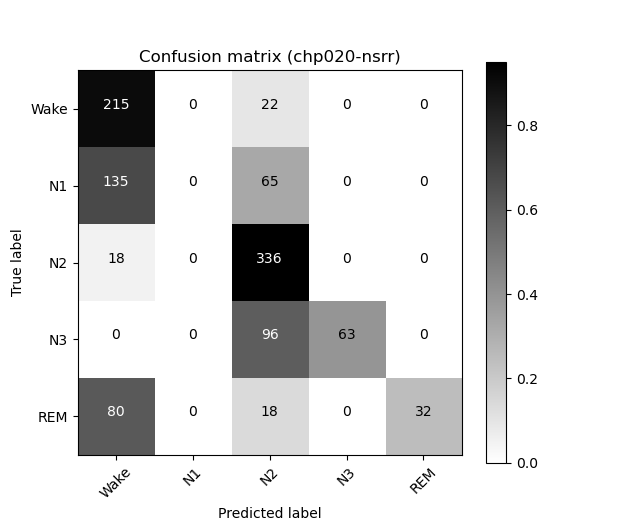 Confusion matrix (chp020-nsrr)
Wake 215 0 22 0 0
N1 135 0 65 0 0
N2 18 0 336 0 0
N3 0 0 96 63 0
REM 80 0 18 0 32
Wake N1 N2 N3 REM
Predicted label
True label
0.8
0.6
0.4
0.2
0.0